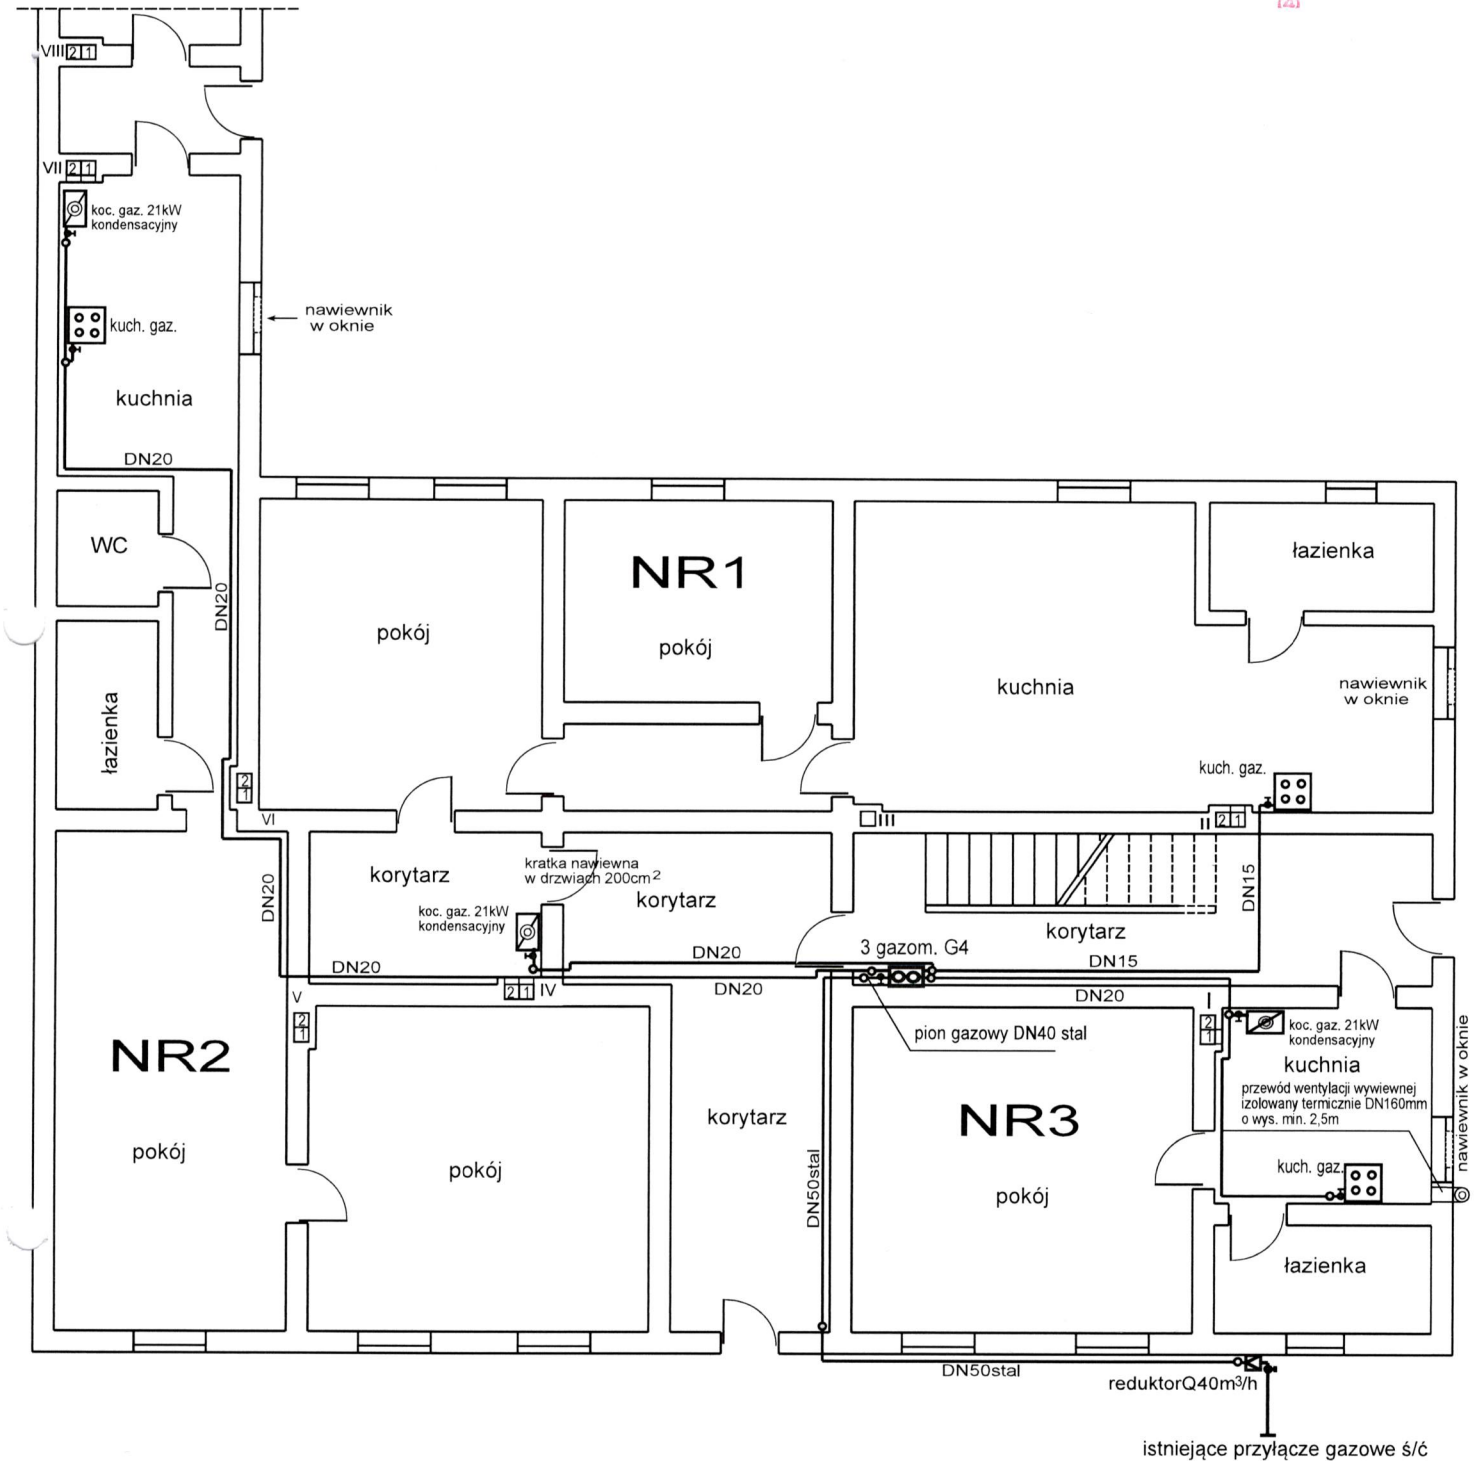 VIII 2 1
VII 2 1
koc. gaz. 21kW
kondensacyjny
nawiewnik
w oknie
kuch. gaz.
kuchnia
DN20
WC
DN20
łazienka
NR1
pokój
pokój
kuchnia
łazienka
nawiewnik
w oknie
kuch. gaz.
2
1
VI
III
II 2 1
korytarz
kratka nawiewna
w drzwiach 200cm2
korytarz
DN20
koc. gaz. 21kW
kondensacyjny
DN15
korytarz
3 gazom. G4
DN20
DN15
DN20
DN20
DN20
2 1 IV
V
2
1
I
2
1
pion gazowy DN40 stal
koc. gaz. 21kW
kondensacyjny
kuchnia
nawiewnik w oknie
NR2
przewód wentylacji wywiewnej
izolowany termicznie DN160mm
o wys. min. 2,5m
NR3
korytarz
pokój
pokój
kuch. gaz.
pokój
DN50stal
łazienka
DN50stal
reduktorQ40m3/h
istniejące przyłącze gazowe ś/ć